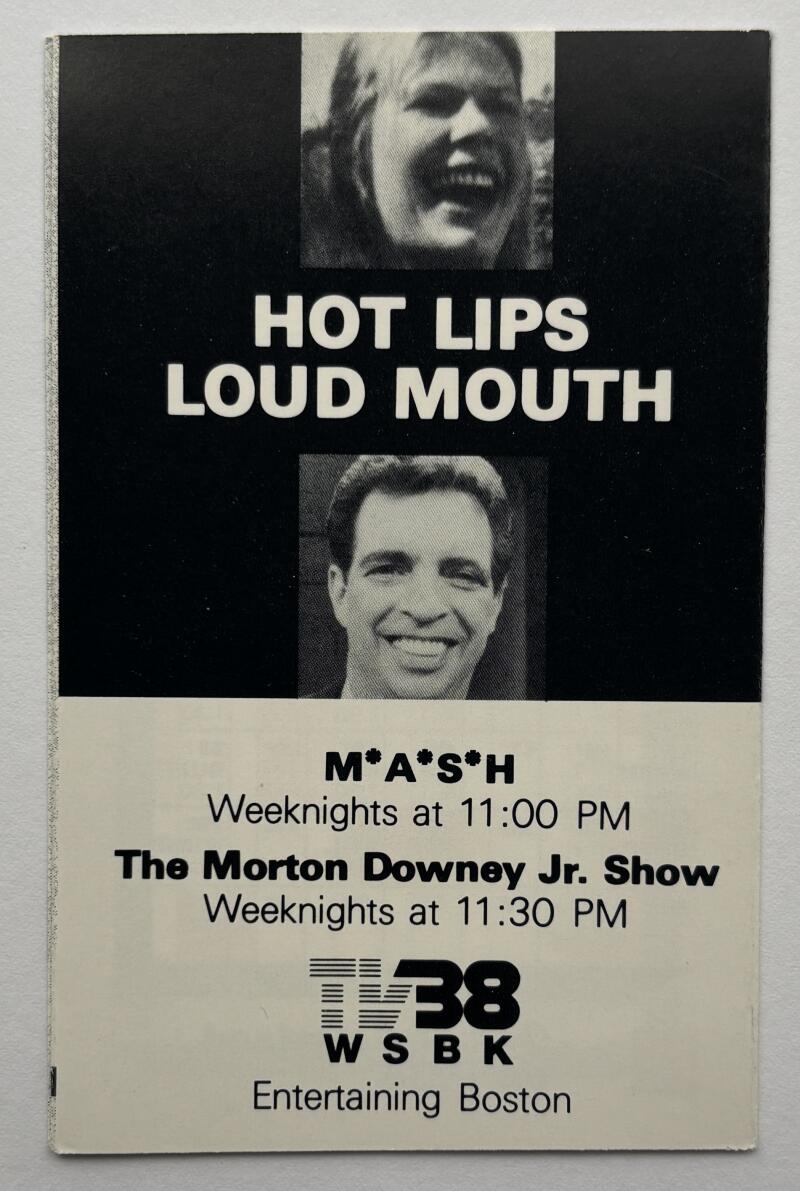 HOT LIPS
LOUD MOUTH
M*A*S*H
Weeknights at 11:00 PM
The Morton Downey Jr. Show
Weeknights at 11:30 PM
TV38
WSBK
Entertaining Boston